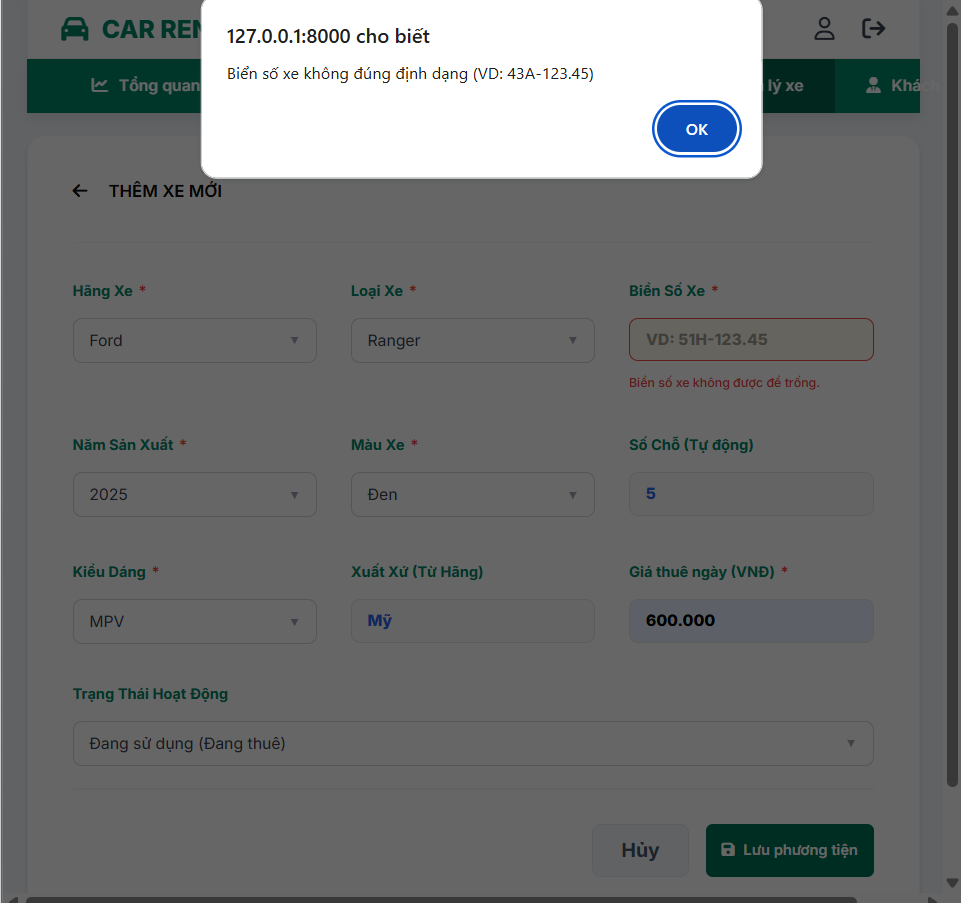 127.0.0.1:8000 cho biết
Biển số xe không đúng định dạng (VD: 43A-123.45)
OK
CAR REN
Tổng quan
lý xe
Khách
THÊM XE MỚI
Hãng Xe *
Loại Xe *
Biển Số Xe *
Ford
Ranger
VD: 51H-123.45
Biển số xe không được để trống.
Năm Sản Xuất *
Màu Xe *
Số Chỗ (Tự động)
2025
Đen
5
Kiểu Dáng *
Xuất Xứ (Từ Hãng)
Giá thuê ngày (VNĐ) *
MPV
Mỹ
600.000
Trạng Thái Hoạt Động
Đang sử dụng (Đang thuê)
Hủy
Lưu phương tiện